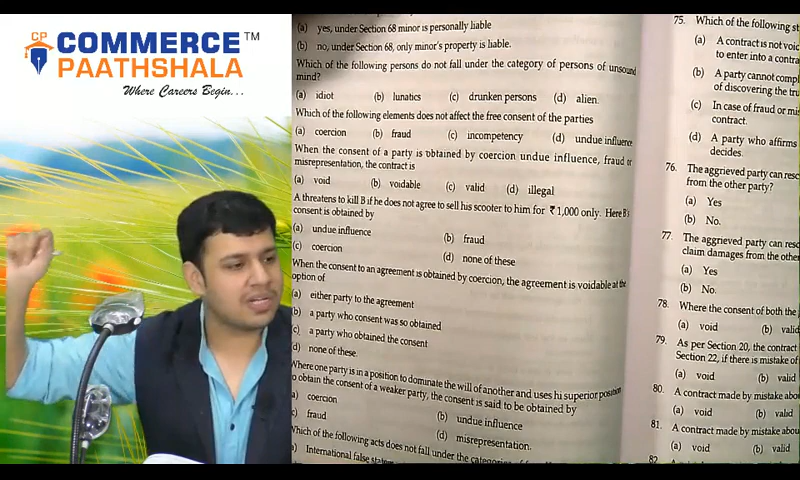 CP
COMMERCE™
PAATHSHALA
Where Careers Begin...
(a) yes, under Section 68 minor is personally liable
(b) no, under Section 68, only minor's property is liable.
Which of the following persons do not fall under the category of persons of unsound
mind?
(a) idiot (b) lunatics (c) drunken persons (d) alien.
Which of the following elements does not affect the free consent of the parties
(a) coercion (b) fraud (c) incompetency (d) undue influence
When the consent of a party is obtained by coercion undue influence, fraud or
misrepresentation, the contract is
(a) void (b) voidable (c) valid (d) illegal
A threatens to kill B if he does not agree to sell his scooter to him for ₹ 1,000 only. Here B's
consent is obtained by
(a) undue influence (b) fraud
(c) coercion (d) none of these
When the consent to an agreement is obtained by coercion, the agreement is voidable at the
option of
(a) either party to the agreement
(b) a party who consent was so obtained
(c) a party who obtained the consent
(d) none of these.
Where one party is in a position to dominate the will of another and uses hi superior position
to obtain the consent of a weaker party, the consent is said to be obtained by
(a) coercion (b) undue influence
(c) fraud (d) misrepresentation.
Which of the following acts does not fall under the categories of
International false
75. Which of the following
(a) A contract is not
to enter into a
(b) A party cannot
of discovering the
(c) In case of fraud or
contract.
(d) A party who affirms
decides.
76. The aggrieved party can
from the other party?
(a) Yes
(b) No.
77. The aggrieved party can
claim damages from the
(a) Yes
(b) No.
78. Where the consent of both the
(a) void (b)
79. As per Section 20, the contract
Section 22, if there is mistake of
(a) void (b) valid
80. A contract made by mistake
(a) void (b) valid
81. A contract made by mistake
(a) void (b) valid